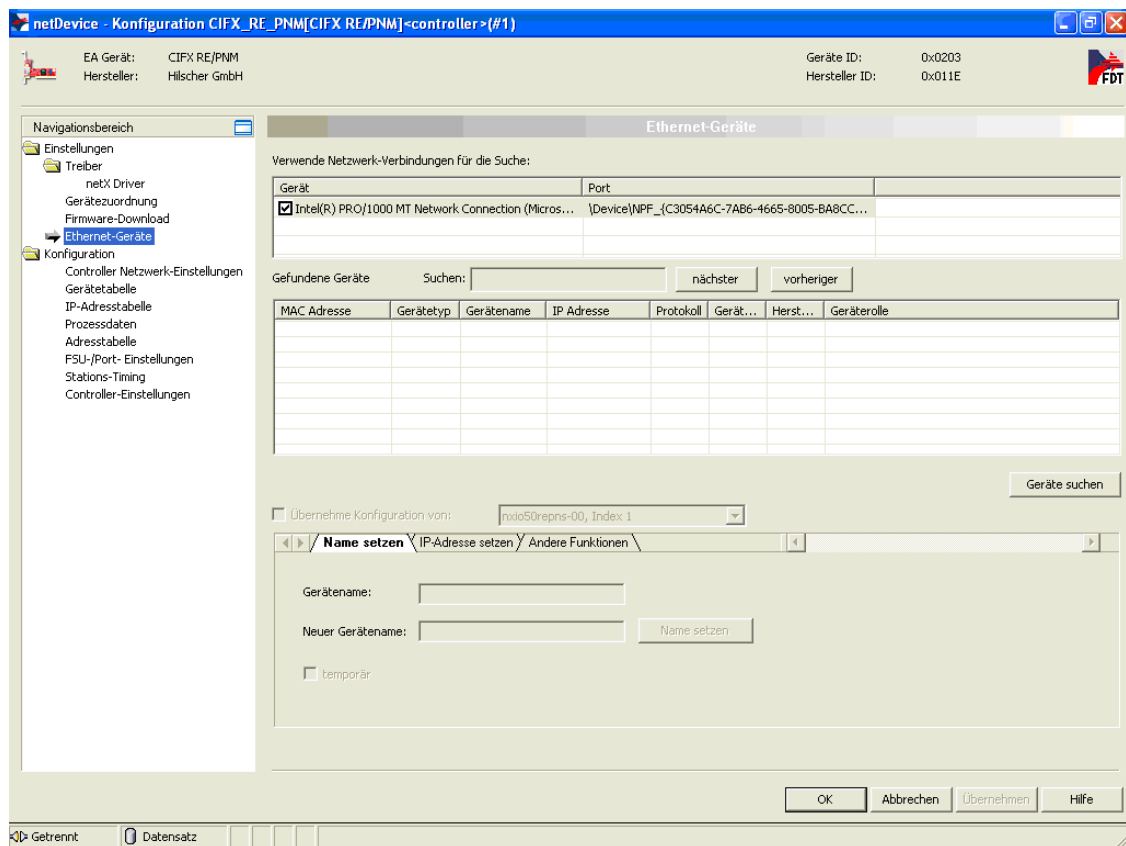 netDevice - Konfiguration CIFX_RE_PNM[CIFX RE/PNM]<controller>(#1)
EA Gerät: CIFX RE/PNM Geräte ID: 0x0203
Hersteller: Hilscher GmbH Hersteller ID: 0x011E
FDT
Navigationsbereich
Einstellungen
Treiber
netX Driver
Gerätezuordnung
Firmware-Download
Ethernet-Geräte
Konfiguration
Controller Netzwerk-Einstellungen
Gerätetabelle
IP-Adresstabelle
Prozessdaten
Adresstabelle
FSU-/Port- Einstellungen
Stations-Timing
Controller-Einstellungen
Ethernet-Geräte
Verwende Netzwerk-Verbindungen für die Suche:
Gerät Port
Intel(R) PRO/1000 MT Network Connection (Micros... \Device\NPF_{C3054A6C-7AB6-4665-8005-BA8CC...
Gefundene Geräte Suchen: nächster vorheriger
MAC Adresse Gerätetyp Gerätename IP Adresse Protokoll Gerät... Herst... Geräterolle
Geräte suchen
Übernehme Konfiguration von: nxio50repns-00, Index 1
Name setzen IP-Adresse setzen Andere Funktionen
Gerätename:
Neuer Gerätename: Name setzen
temporär
OK Abbrechen Übernehmen Hilfe
Getrennt Datensatz